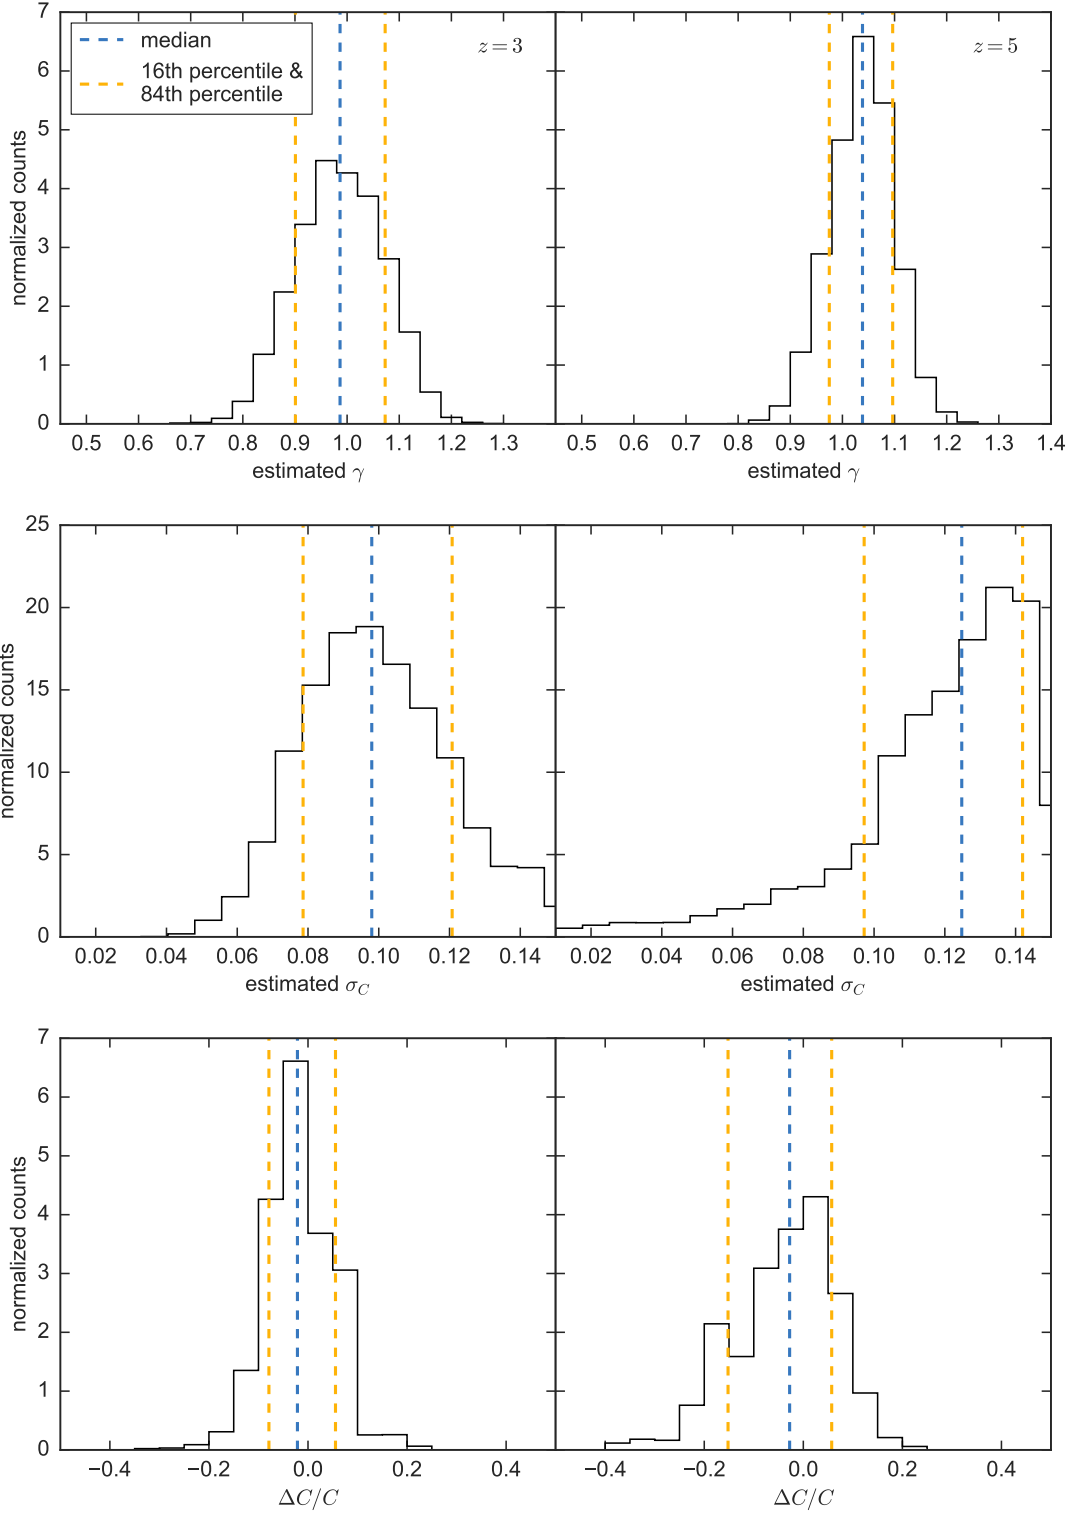 7
6
5
4
3
2
1
0
normalized counts
median
16th percentile &
84th percentile
z = 3
z = 5
0.5 0.6 0.7 0.8 0.9 1.0 1.1 1.2 1.3
0.5 0.6 0.7 0.8 0.9 1.0 1.1 1.2 1.3 1.4
estimated γ
estimated γ
25
20
15
10
5
0
normalized counts
0.02 0.04 0.06 0.08 0.10 0.12 0.14
0.02 0.04 0.06 0.08 0.10 0.12 0.14
estimated σ_C
estimated σ_C
7
6
5
4
3
2
1
0
normalized counts
−0.4 −0.2 0.0 0.2 0.4
−0.4 −0.2 0.0 0.2 0.4
ΔC/C
ΔC/C